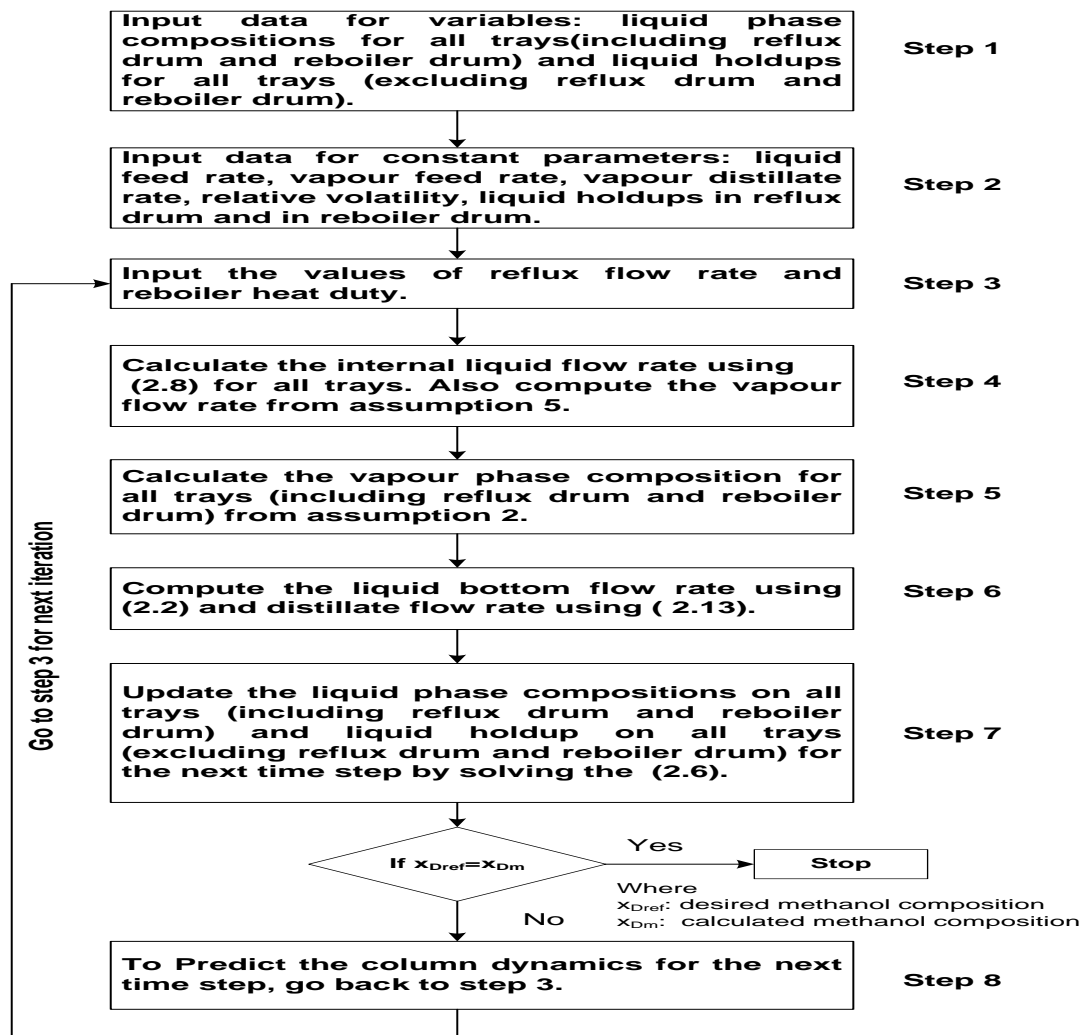 Input data for variables: liquid phase
compositions for all trays(including reflux
drum and reboiler drum) and liquid holdups
for all trays (excluding reflux drum and
reboiler drum).
Step 1
Input data for constant parameters: liquid
feed rate, vapour feed rate, vapour distillate
rate, relative volatility, liquid holdups in reflux
drum and in reboiler drum.
Step 2
Input the values of reflux flow rate and
reboiler heat duty.
Step 3
Calculate the internal liquid flow rate using
(2.8) for all trays. Also compute the vapour
flow rate from assumption 5.
Step 4
Calculate the vapour phase composition for
all trays (including reflux drum and reboiler
drum) from assumption 2.
Step 5
Compute the liquid bottom flow rate using
(2.2) and distillate flow rate using ( 2.13).
Step 6
Update the liquid phase compositions on all
trays (including reflux drum and reboiler
drum) and liquid holdup on all trays
(excluding reflux drum and reboiler drum) for
the next time step by solving the (2.6).
Step 7
Go to step 3 for next iteration
If xDref=xDm
Yes
Stop
Where
xDref: desired methanol composition
xDm: calculated methanol composition
No
To Predict the column dynamics for the next
time step, go back to step 3.
Step 8